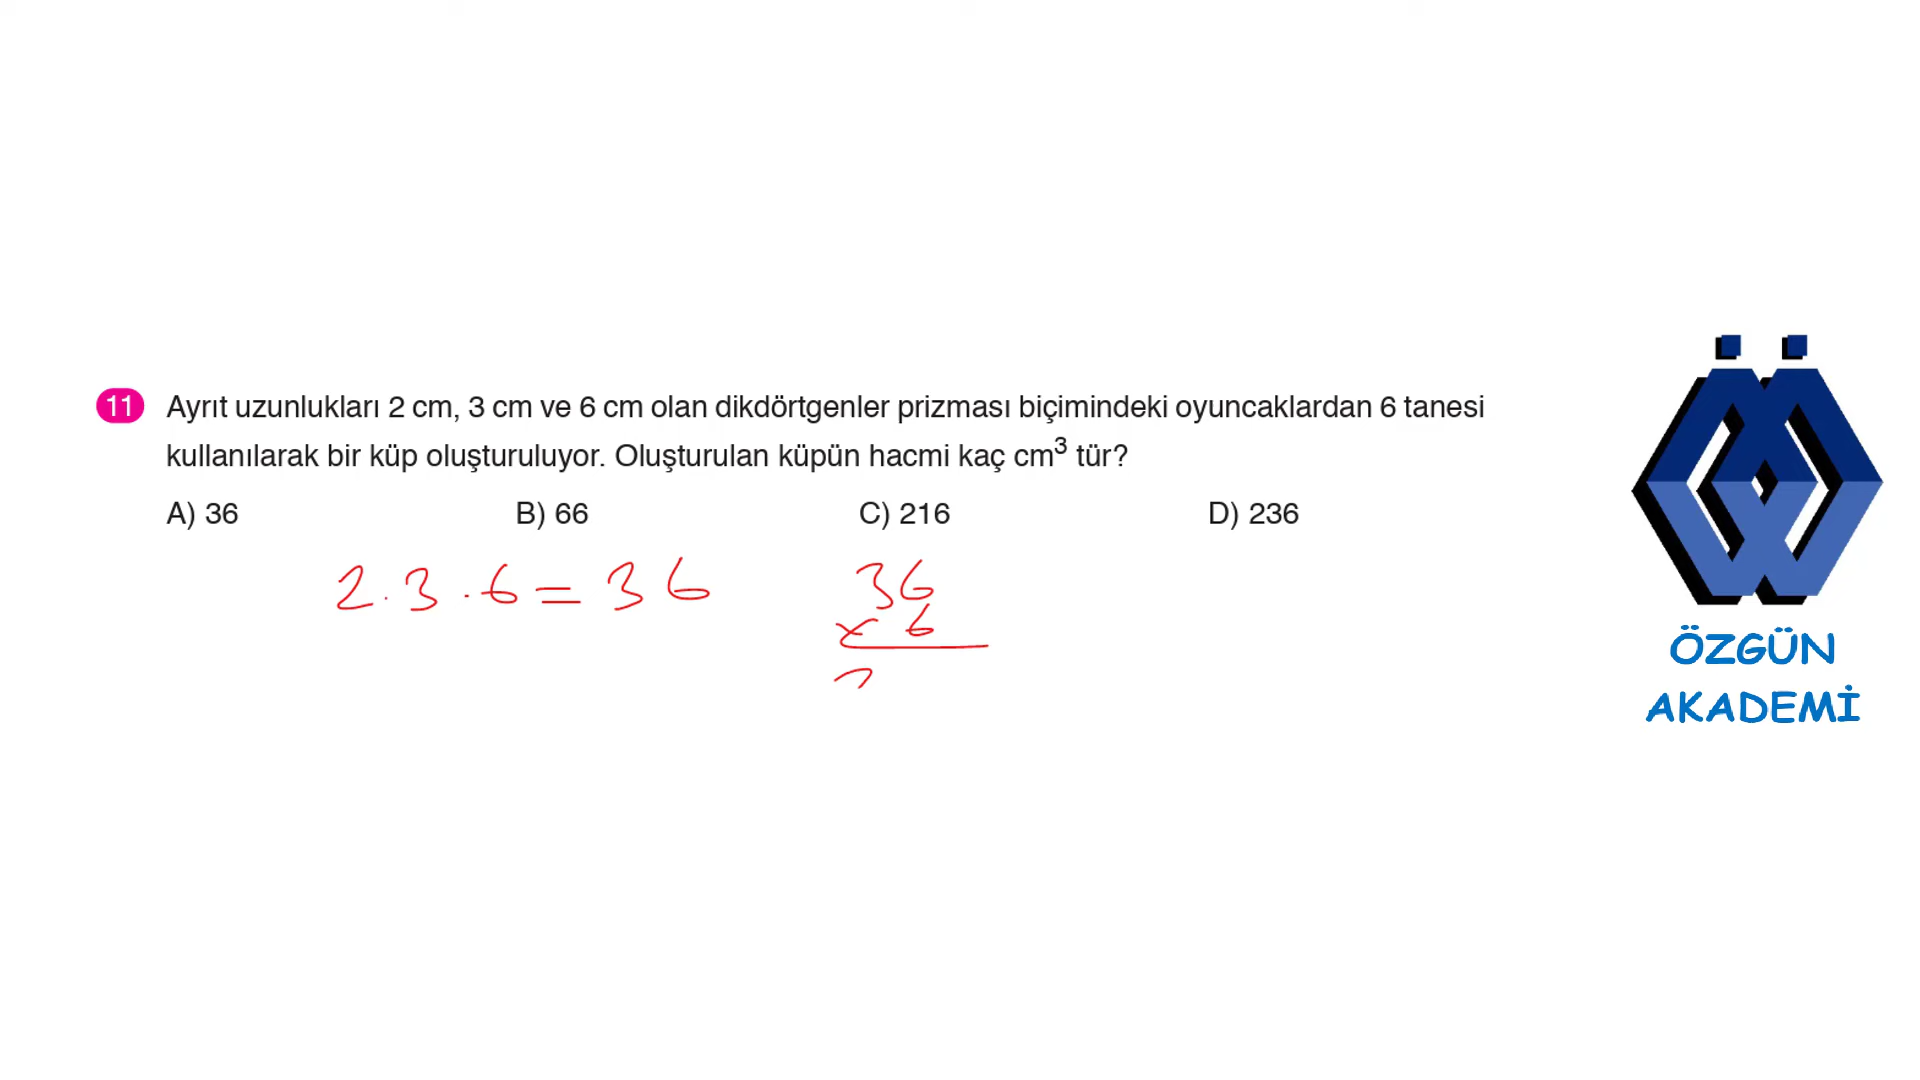 11 Ayrıt uzunlukları 2 cm, 3 cm ve 6 cm olan dikdörtgenler prizması biçimindeki oyuncaklardan 6 tanesi
kullanılarak bir küp oluşturuluyor. Oluşturulan küpün hacmi kaç cm³ tür?
A) 36 B) 66 C) 216 D) 236
2.3.6=36
36
x 6
ÖZGÜN
AKADEMİ